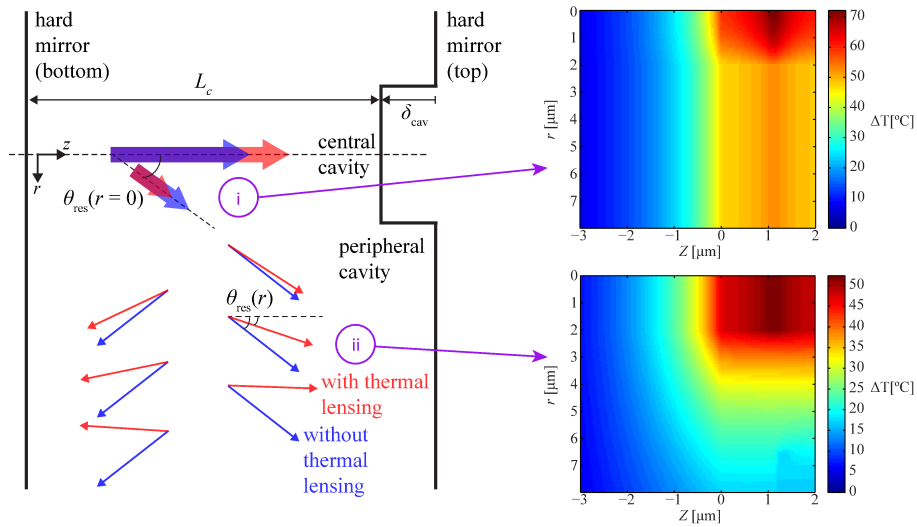 hard
mirror
(bottom)
hard
mirror
(top)
L_c
δ_cav
z
r
central
cavity
θ_res(r = 0)
i
peripheral
cavity
θ_res(r)
ii
with thermal
lensing
without
thermal
lensing
0
1
2
3
4
5
6
7
r [µm]
−3 −2 −1 0 1 2
Z [µm]
70
60
50
40
30
20
10
0
ΔT[ºC]
0
1
2
3
4
5
6
7
r [µm]
−3 −2 −1 0 1 2
Z [µm]
50
45
40
35
30
25
20
15
10
5
0
ΔT[ºC]